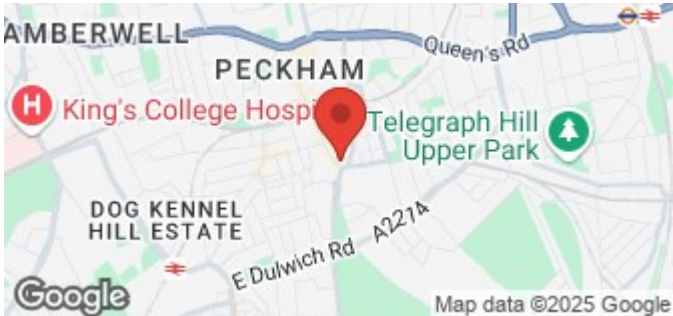 AMBERWELL
Queen's Rd
PECKHAM
H
King's College Hospi
Telegraph Hill
Upper Park
DOG KENNEL
HILL ESTATE
E Dulwich Rd
A2214
Google
Map data ©2025 Google